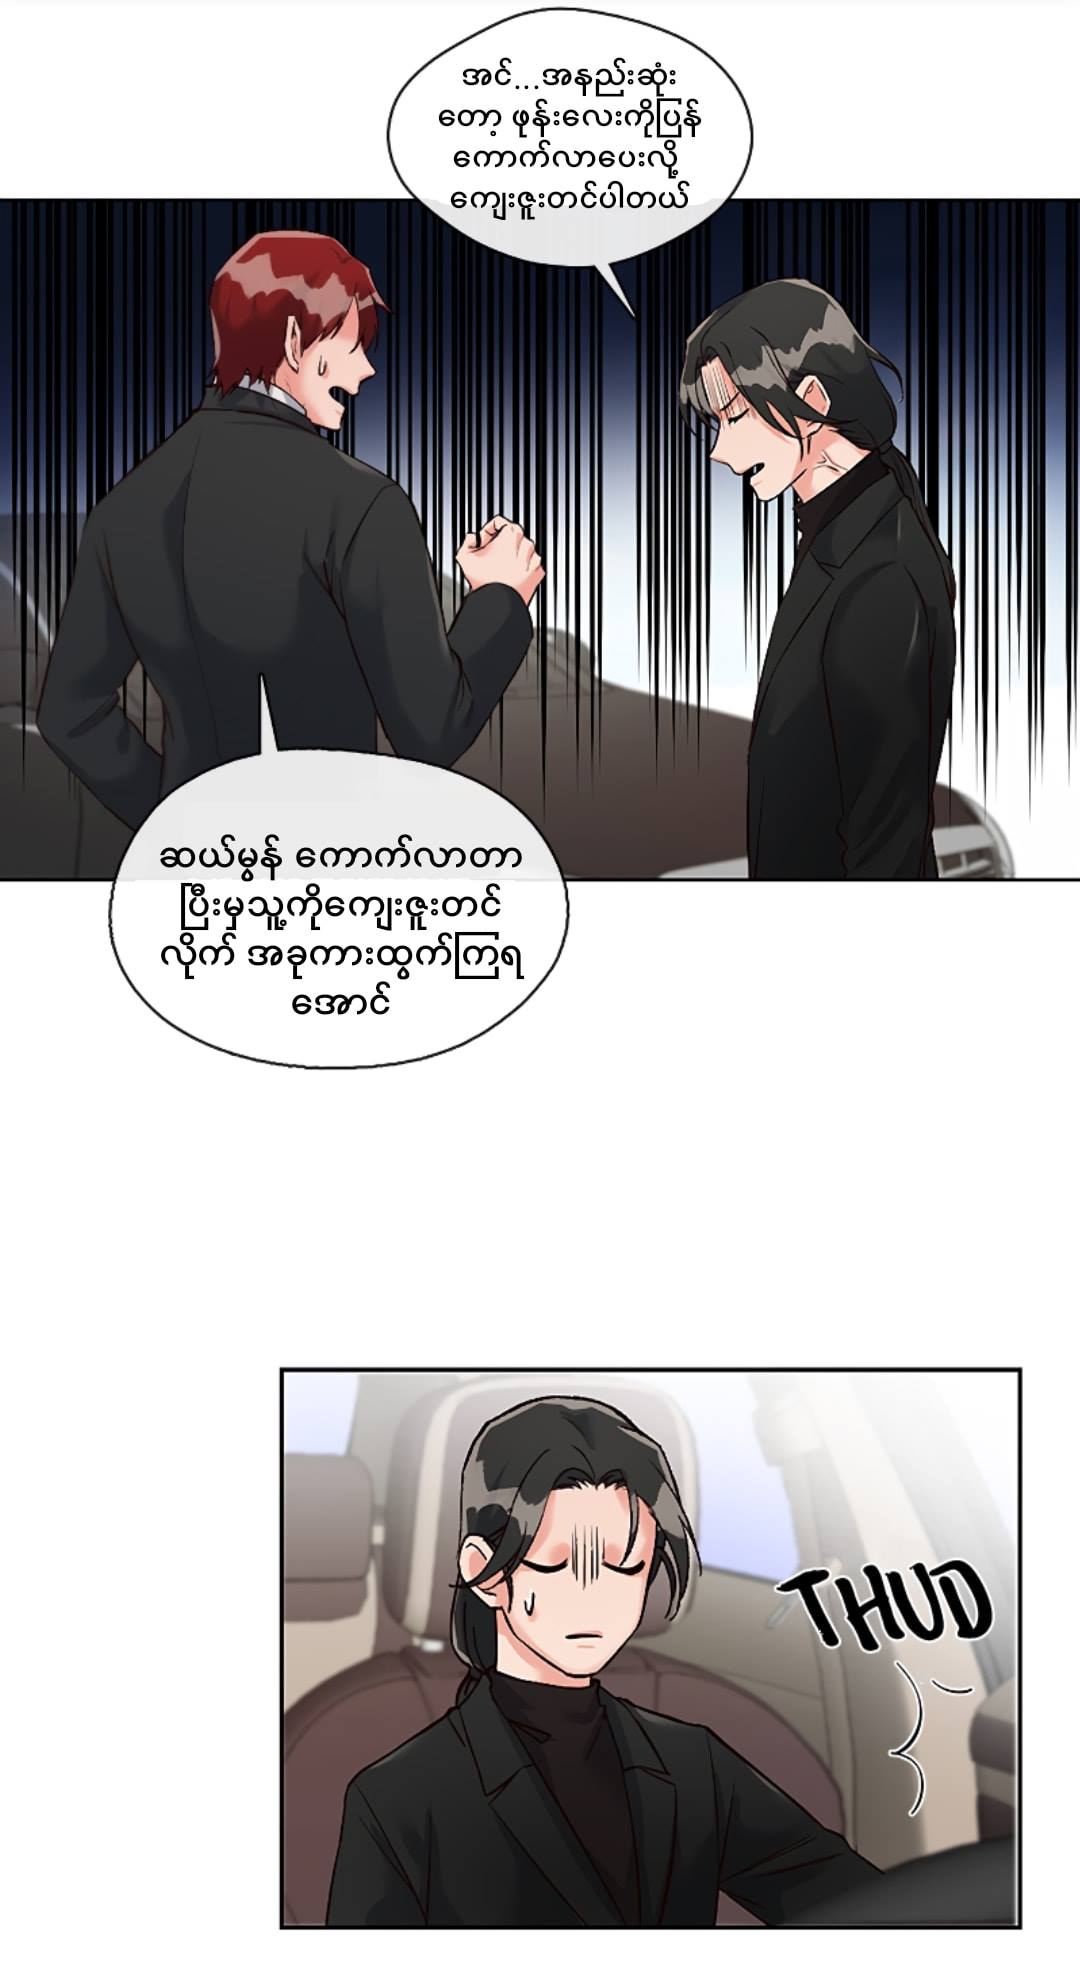 အင်...အနည်းဆုံး
တော့ ဖုန်းလေးကိုပြန်
ကောက်လာပေးလို့
ကျေးဇူးတင်ပါတယ်
ဆယ်မွန် ကောက်လာတာ
ပြီးမှသူ့ကိုကျေးဇူးတင်
လိုက် အခုကားထွက်ကြရ
အောင်
THUD